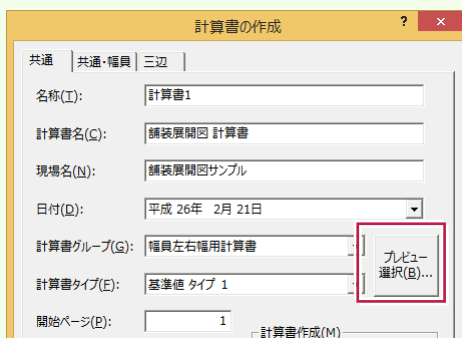 計算書の作成 ? ×
共通 共通・幅員 三辺
名称(T): 計算書1
計算書名(C): 舗装展開図 計算書
現場名(N): 舗装展開図サンプル
日付(D): 平成 26年 2月 21日
計算書グループ(G): 幅員左右幅用計算書
プレビュー
選択(B)...
計算書タイプ(F): 基準値 タイプ 1
開始ページ(P): 1
計算書作成(M)